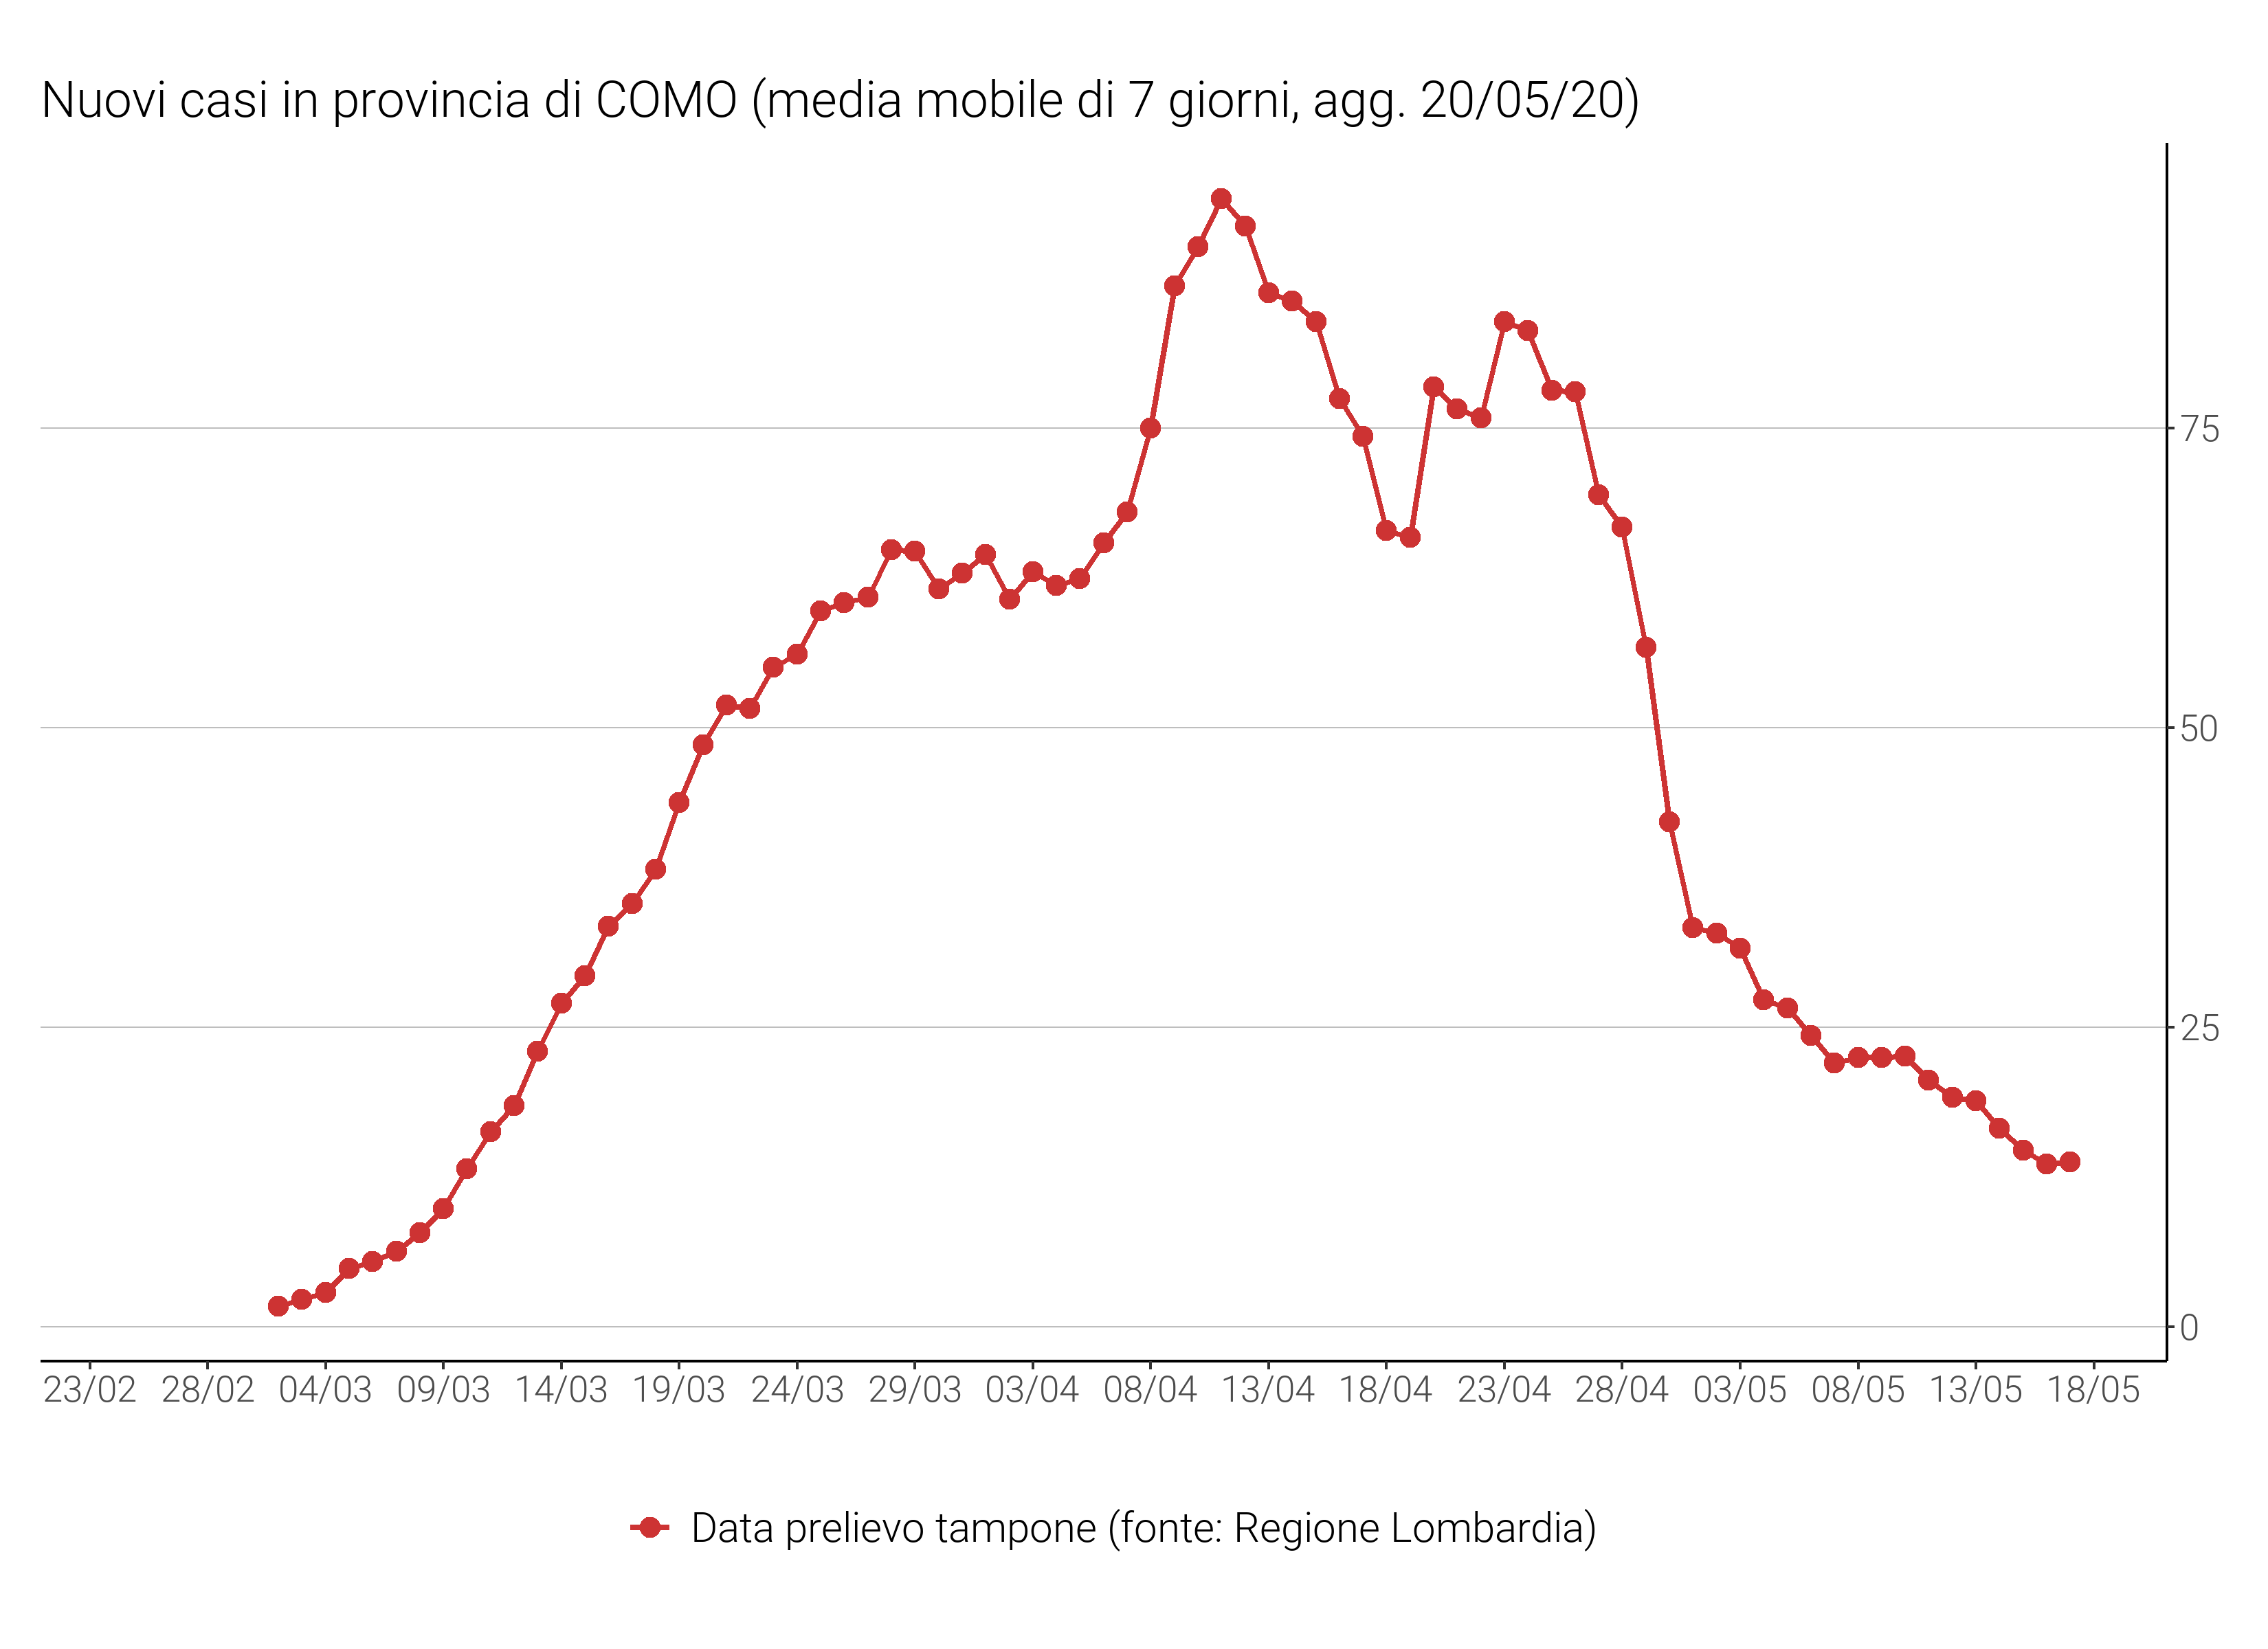 Nuovi casi in provincia di COMO (media mobile di 7 giorni, agg. 20/05/20)
75
50
25
0
23/02 28/02 04/03 09/03 14/03 19/03 24/03 29/03 03/04 08/04 13/04 18/04 23/04 28/04 03/05 08/05 13/05 18/05
Data prelievo tampone (fonte: Regione Lombardia)